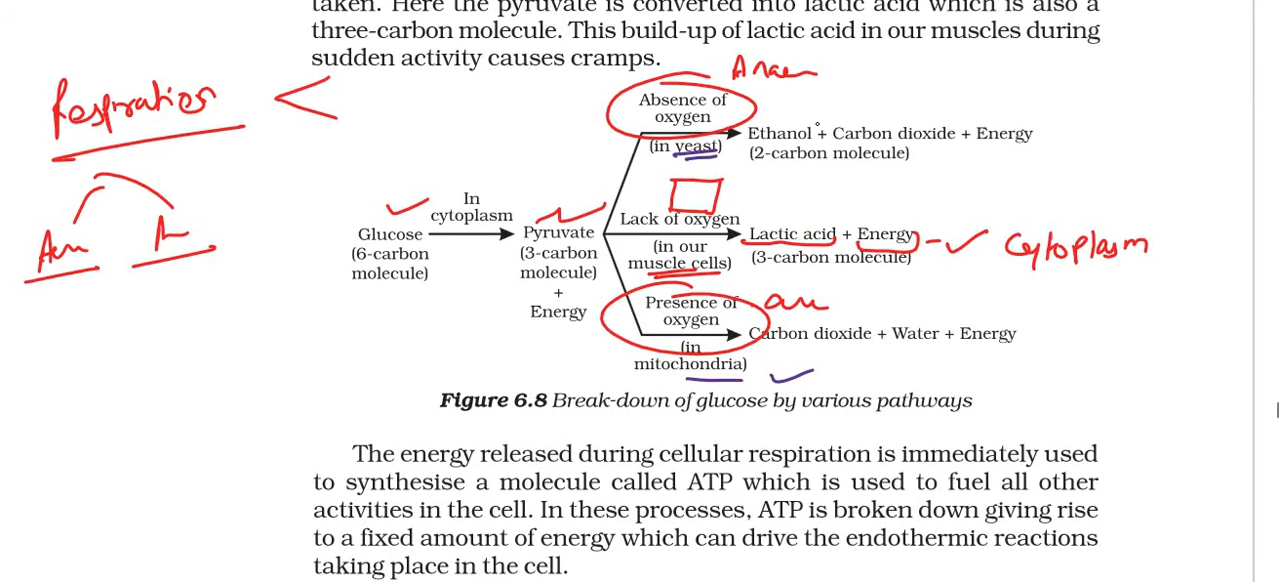 taken. Here the pyruvate is converted into lactic acid which is also a
three-carbon molecule. This build-up of lactic acid in our muscles during
sudden activity causes cramps.
Respiration
Absence of
oxygen
(in yeast)
Ethanol + Carbon dioxide + Energy
(2-carbon molecule)
Glucose
(6-carbon
molecule)
In
cytoplasm
Pyruvate
(3-carbon
molecule)
+
Energy
Lack of oxygen
(in our
muscle cells)
Lactic acid + Energy
(3-carbon molecule)
Cytoplasm
Presence of
oxygen
(in
mitochondria)
Carbon dioxide + Water + Energy
Figure 6.8 Break-down of glucose by various pathways
The energy released during cellular respiration is immediately used
to synthesise a molecule called ATP which is used to fuel all other
activities in the cell. In these processes, ATP is broken down giving rise
to a fixed amount of energy which can drive the endothermic reactions
taking place in the cell.